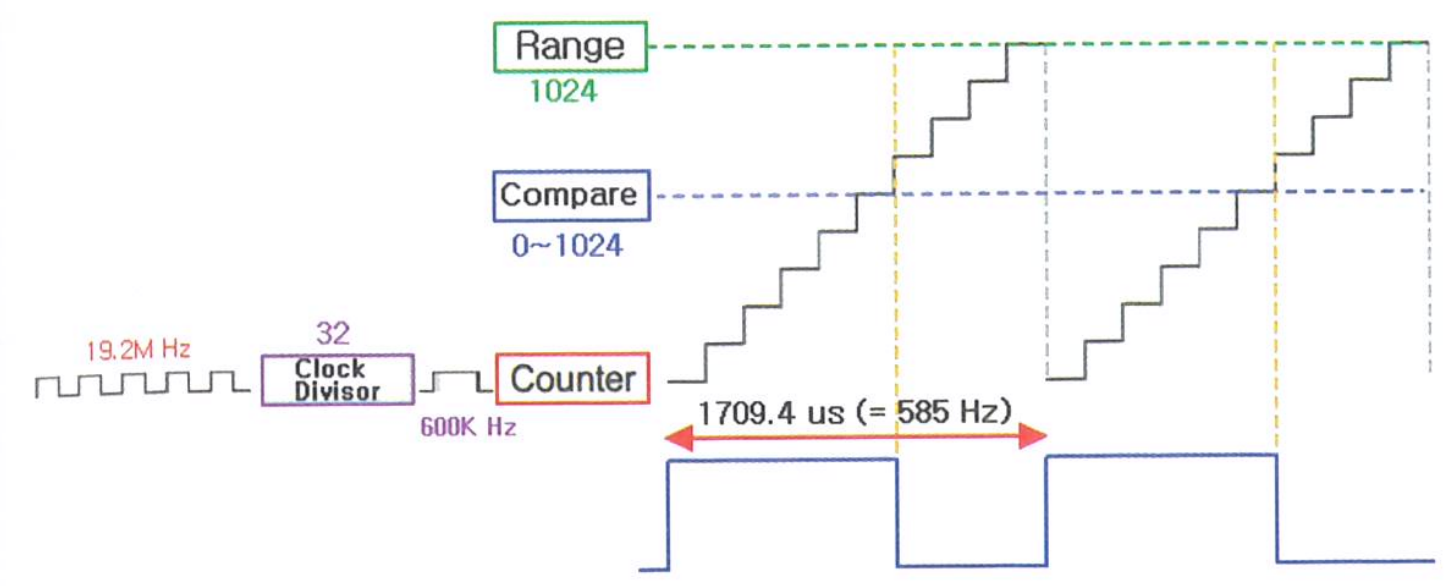 Range
1024
Compare
0~1024
19.2M Hz
32
Clock
Divisor
600K Hz
Counter
1709.4 us (= 585 Hz)